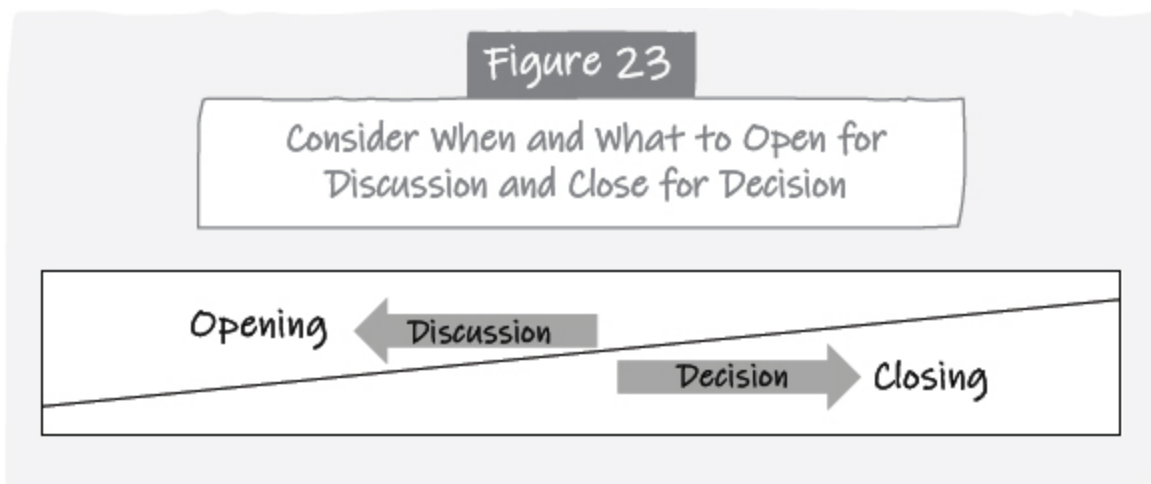 Figure 23
Consider When and What to Open for
Discussion and Close for Decision
Opening
Discussion
Decision
Closing